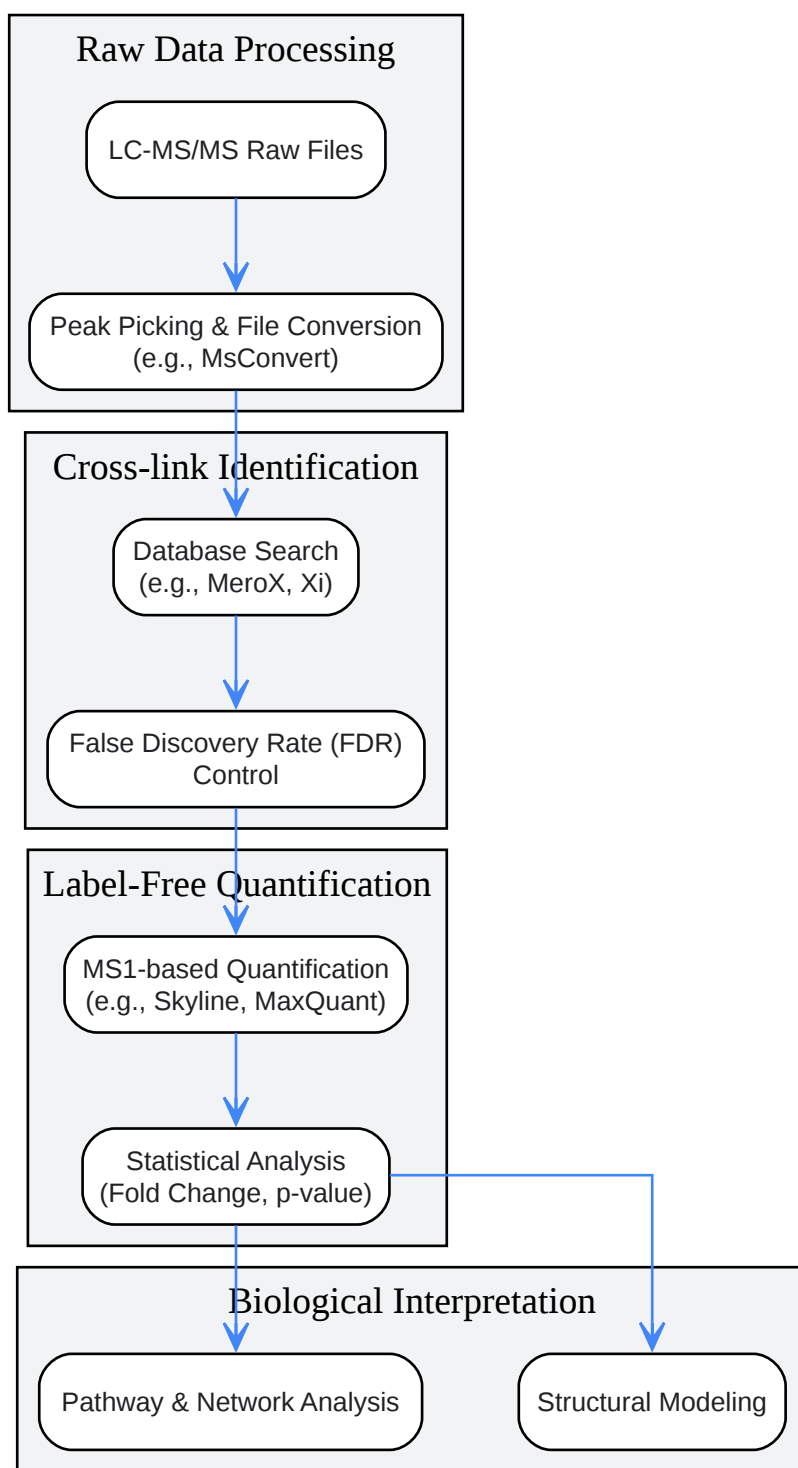 Raw Data Processing
LC-MS/MS Raw Files
Peak Picking & File Conversion
(e.g., MsConvert)
Cross-link Identification
Database Search
(e.g., MeroX, Xi)
False Discovery Rate (FDR)
Control
Label-Free Quantification
MS1-based Quantification
(e.g., Skyline, MaxQuant)
Statistical Analysis
(Fold Change, p-value)
Biological Interpretation
Pathway & Network Analysis
Structural Modeling